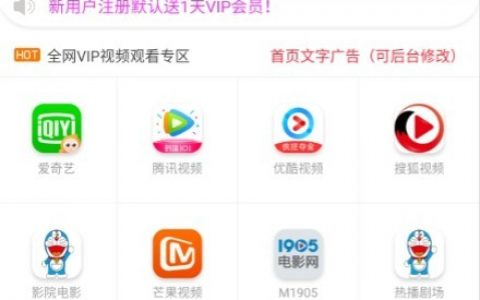 新用户注册默认送1天VIP会员！
HOT 全网VIP视频观看专区 首页文字广告（可后台修改）
iQIYI 创造101 疯狂夺金
爱奇艺 腾讯视频 优酷视频 搜狐视频
1905
电影网
影院电影 芒果视频 M1905 热播剧场